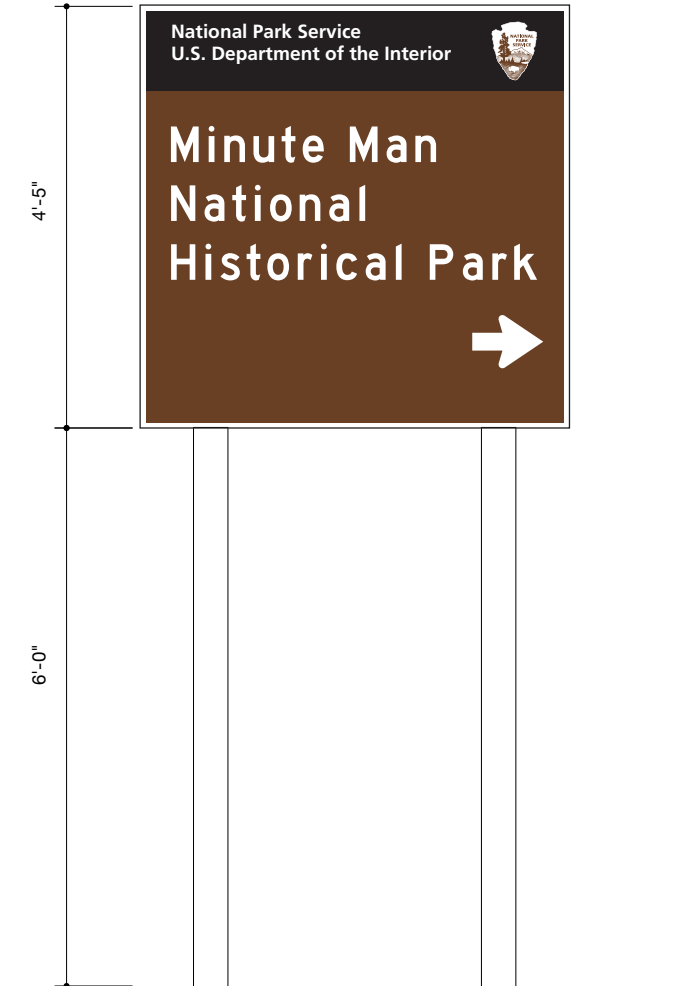 National Park Service
U.S. Department of the Interior
NATIONAL
PARK
SERVICE
4'-5"
Minute Man
National
Historical Park
6'-0"